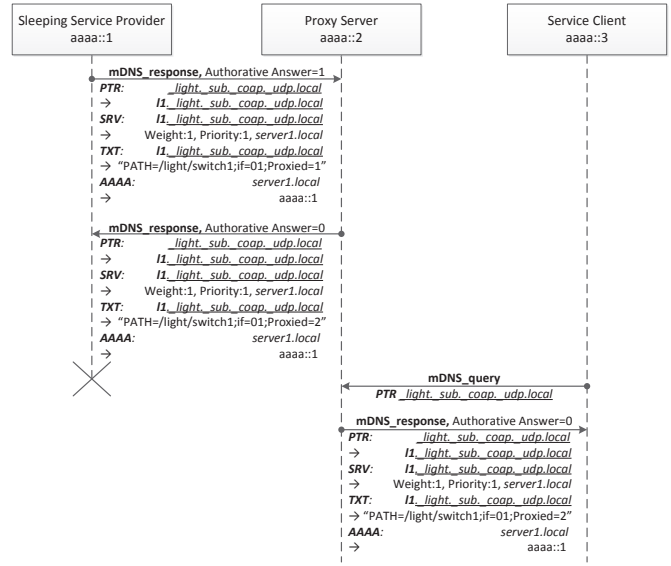 Sleeping Service Provider
aaaa::1
Proxy Server
aaaa::2
Service Client
aaaa::3
mDNS_response, Authorative Answer=1
PTR: _light._sub._coap._udp.local
→ l1._light._sub._coap._udp.local
SRV: l1._light._sub._coap._udp.local
→ Weight:1, Priority:1, server1.local
TXT: l1._light._sub._coap._udp.local
→ “PATH=/light/switch1;if=01;Proxied=1”
AAAA: server1.local
→ aaaa::1
mDNS_response, Authorative Answer=0
PTR: _light._sub._coap._udp.local
→ l1._light._sub._coap._udp.local
SRV: l1._light._sub._coap._udp.local
→ Weight:1, Priority:1, server1.local
TXT: l1._light._sub._coap._udp.local
→ “PATH=/light/switch1;if=01;Proxied=2”
AAAA: server1.local
→ aaaa::1
mDNS_query
PTR _light._sub._coap._udp.local
mDNS_response, Authorative Answer=0
PTR: _light._sub._coap._udp.local
→ l1._light._sub._coap._udp.local
SRV: l1._light._sub._coap._udp.local
→ Weight:1, Priority:1, server1.local
TXT: l1._light._sub._coap._udp.local
→ “PATH=/light/switch1;if=01;Proxied=2”
AAAA: server1.local
→ aaaa::1